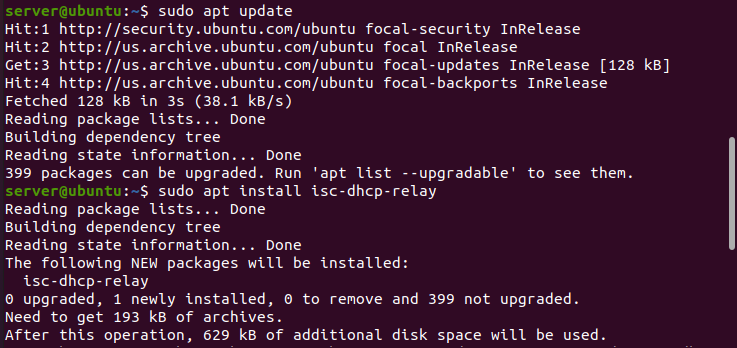 server@ubuntu:~$ sudo apt update
Hit:1 http://security.ubuntu.com/ubuntu focal-security InRelease
Hit:2 http://us.archive.ubuntu.com/ubuntu focal InRelease
Get:3 http://us.archive.ubuntu.com/ubuntu focal-updates InRelease [128 kB]
Hit:4 http://us.archive.ubuntu.com/ubuntu focal-backports InRelease
Fetched 128 kB in 3s (38.1 kB/s)
Reading package lists... Done
Building dependency tree
Reading state information... Done
399 packages can be upgraded. Run 'apt list --upgradable' to see them.
server@ubuntu:~$ sudo apt install isc-dhcp-relay
Reading package lists... Done
Building dependency tree
Reading state information... Done
The following NEW packages will be installed:
  isc-dhcp-relay
0 upgraded, 1 newly installed, 0 to remove and 399 not upgraded.
Need to get 193 kB of archives.
After this operation, 629 kB of additional disk space will be used.